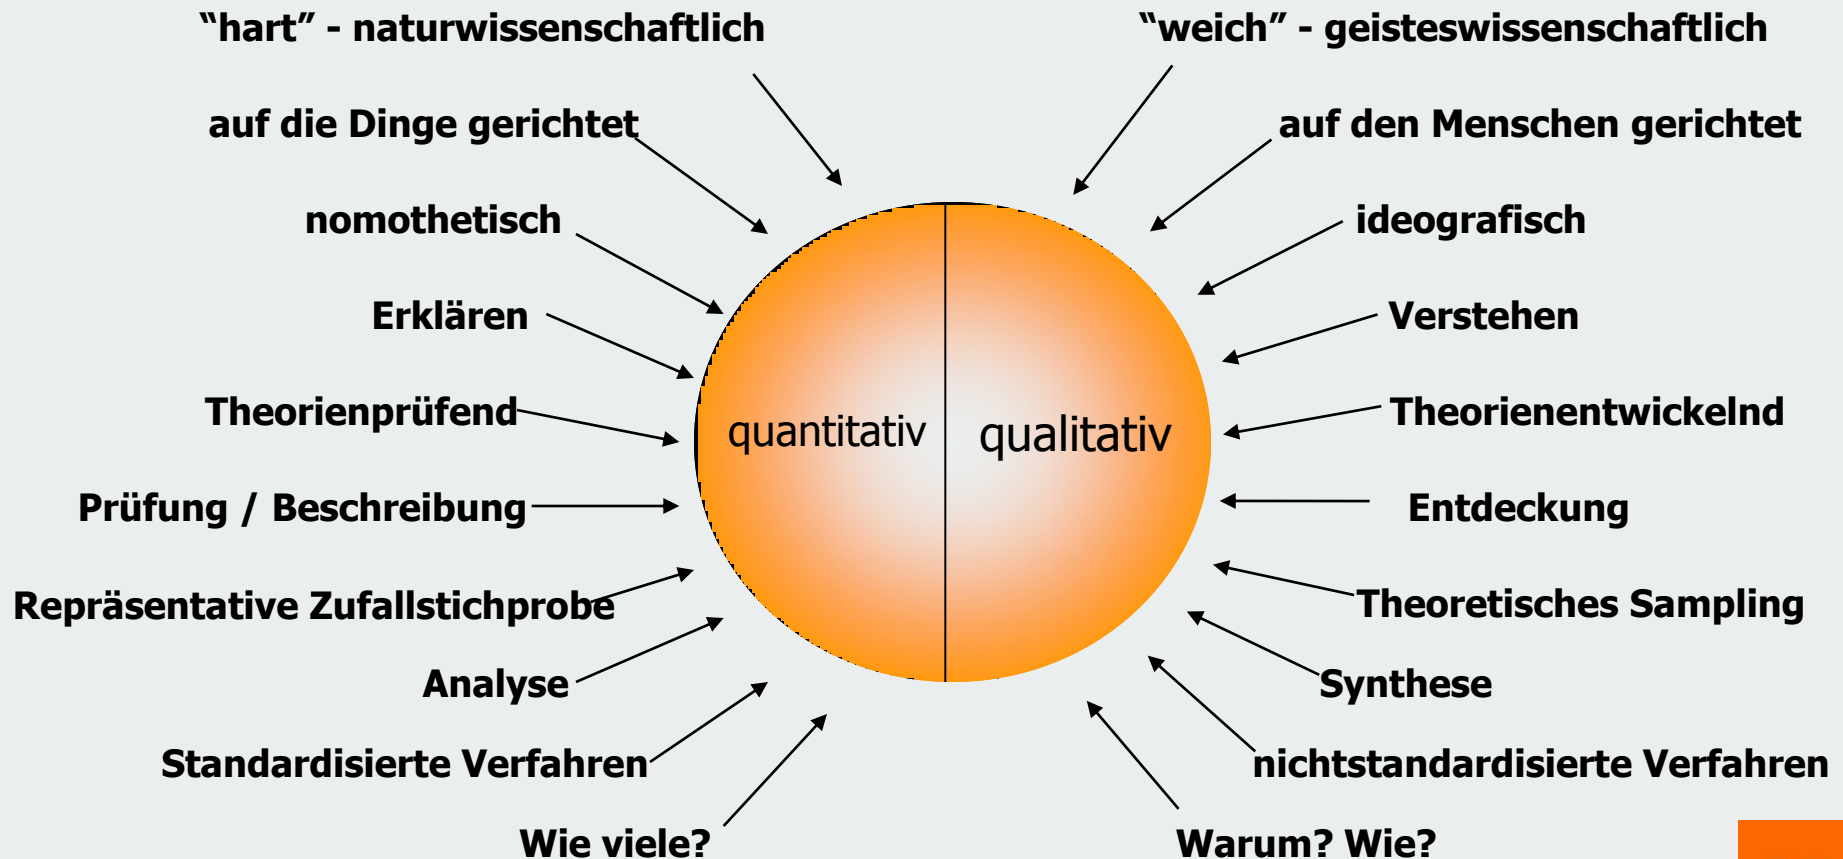 “hart” - naturwissenschaftlich
“weich” - geisteswissenschaftlich
auf die Dinge gerichtet
auf den Menschen gerichtet
nomothetisch
ideografisch
Erklären
Verstehen
Theorienprüfend
Theorienentwickelnd
quantitativ
qualitativ
Prüfung / Beschreibung
Entdeckung
Repräsentative Zufallstichprobe
Theoretisches Sampling
Analyse
Synthese
Standardisierte Verfahren
nichtstandardisierte Verfahren
Wie viele?
Warum? Wie?